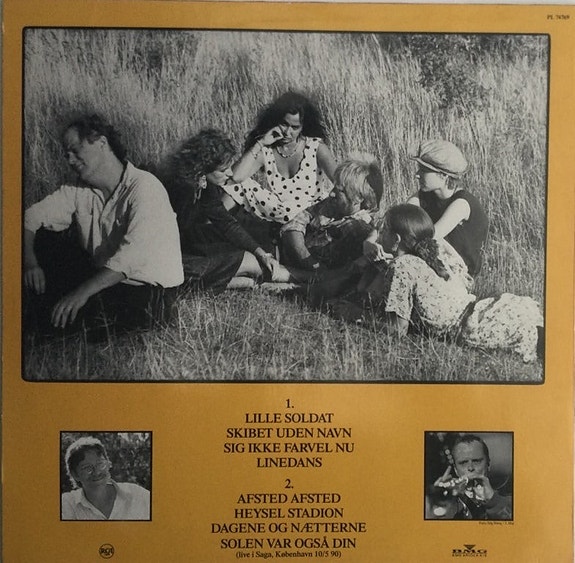 PL 74769
1.
LILLE SOLDAT
SKIBET UDEN NAVN
SIG IKKE FARVEL NU
LINEDANS
2.
AFSTED AFSTED
HEYSEL STADION
DAGENE OG NÆTTERNE
SOLEN VAR OGSÅ DIN
(live i Saga, København 10/5 90)
RCA
BMG